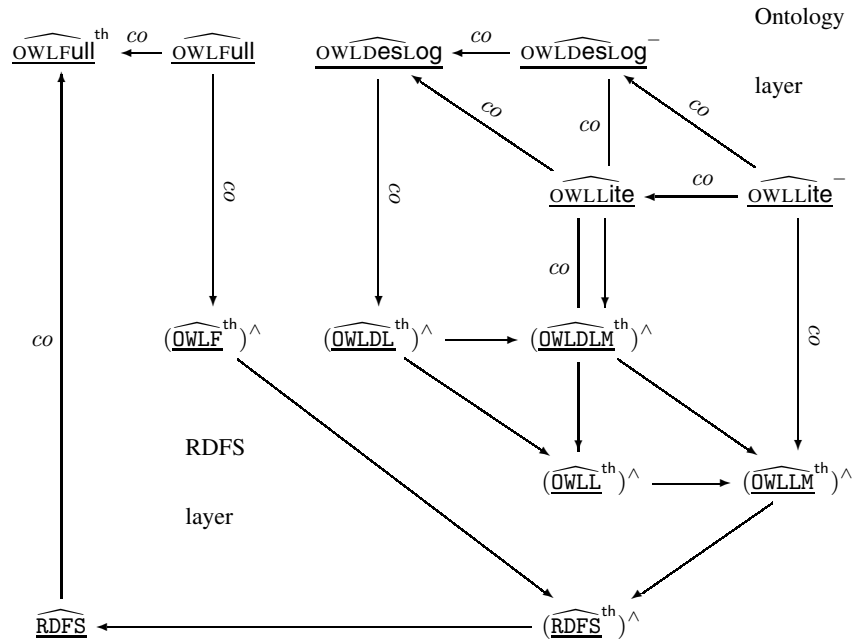 Ontology
OWLFull^th co OWLFull OWLDesLog co OWLDesLog^−
layer
co co
co
co co OWLLite co OWLLite^−
co
co (OWLF^th)^∧ (OWLDL^th)^∧ (OWLDLM^th)^∧ co
RDFS
(OWLL^th)^∧ (OWLLM^th)^∧
layer
RDFS (RDFS^th)^∧